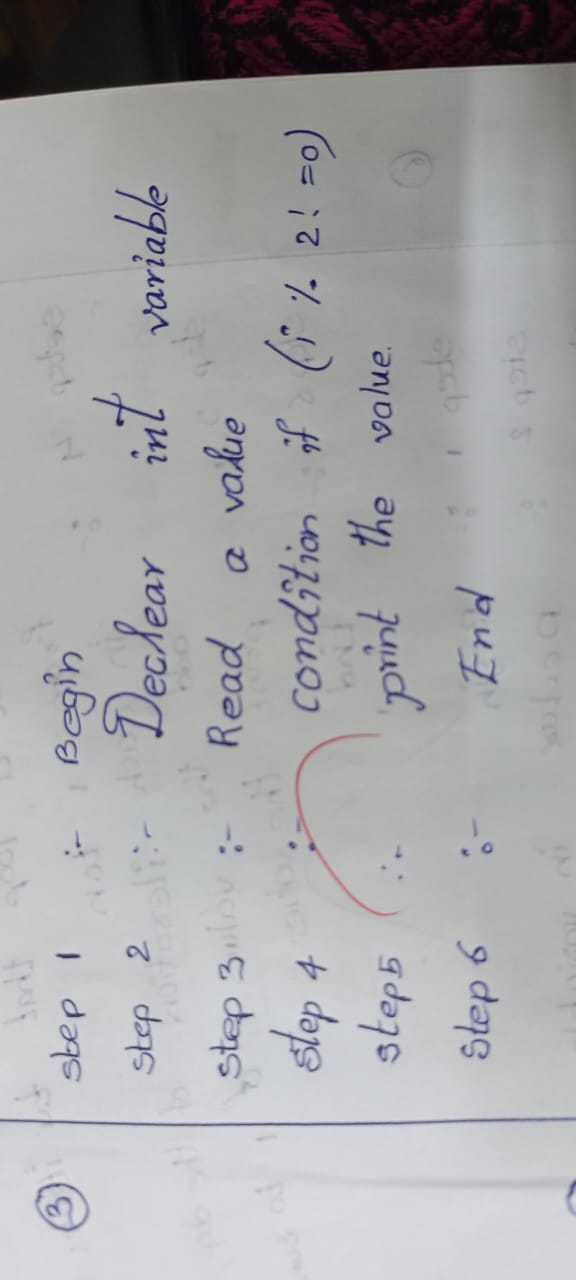 ③ step 1 :- Begin
step 2 :- Declear int variable
step 3 :- Read a value
step 4 :- condition if (i % 2! =0)
step 5 :- print the value.
step 6 :- End